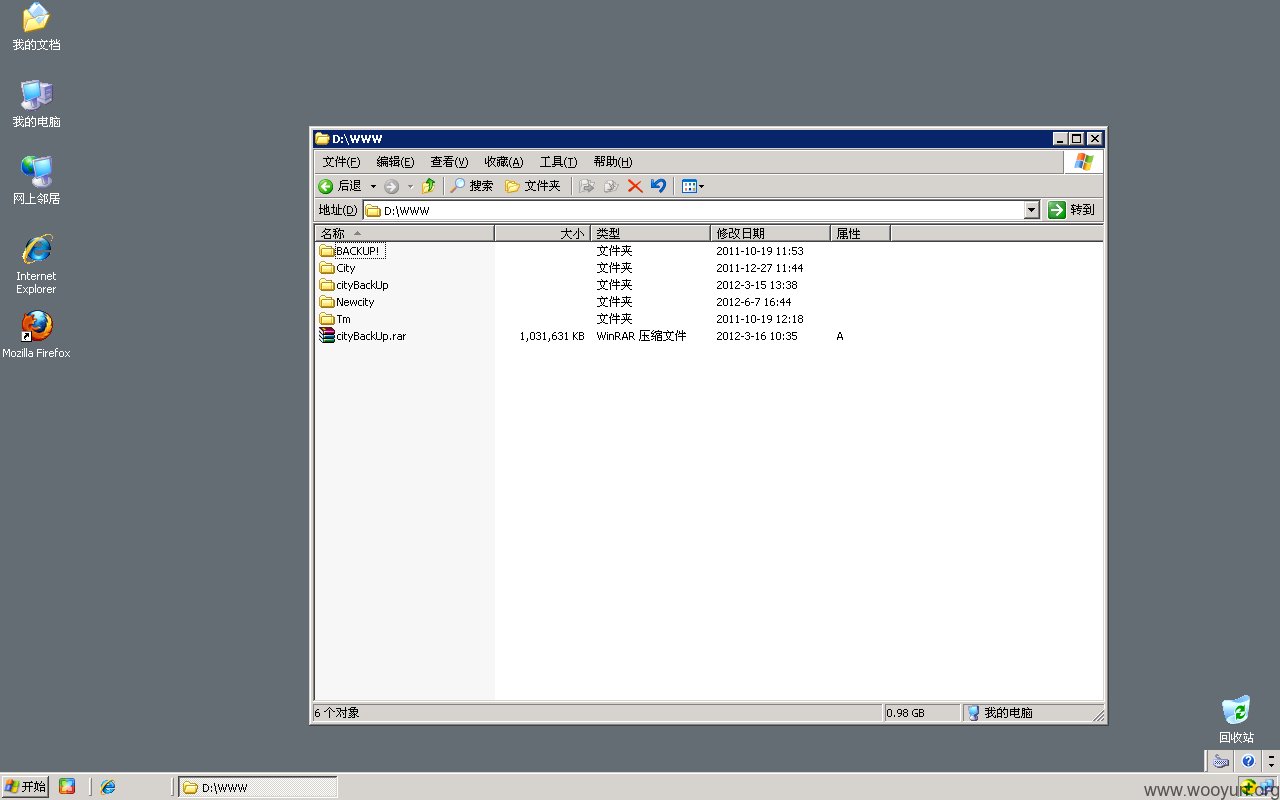 我的文档
我的电脑
网上邻居
Internet
Explorer
Mozilla Firefox
D:\WWW
文件(F) 编辑(E) 查看(V) 收藏(A) 工具(T) 帮助(H)
后退 搜索 文件夹
地址(D) D:\WWW 转到
名称 大小 类型 修改日期 属性
BACKUP! 文件夹 2011-10-19 11:53
City 文件夹 2011-12-27 11:44
cityBackUp 文件夹 2012-3-15 13:38
Newcity 文件夹 2012-6-7 16:44
Tm 文件夹 2011-10-19 12:18
cityBackUp.rar 1,031,631 KB WinRAR 压缩文件 2012-3-16 10:35 A
6 个对象 0.98 GB 我的电脑
回收站
开始 D:\WWW
www.wooyun.org